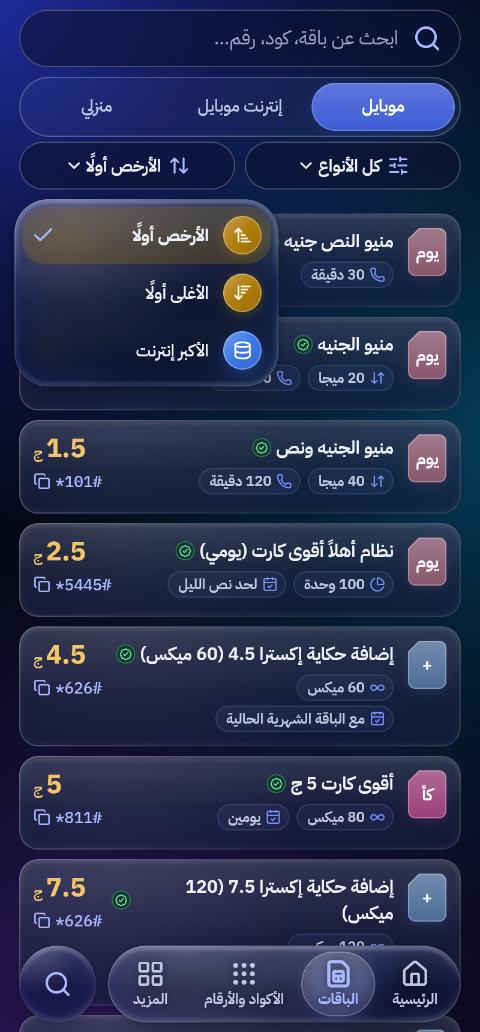 ابحث عن باقة، كود، رقم...
موبايل
إنترنت موبايل
منزلي
كل الأنواع
الأرخص أولًا
الأرخص أولًا
الأغلى أولًا
الأكبر إنترنت
يوم
منيو النص جنيه
30 دقيقة
يوم
منيو الجنيه
20 ميجا
يوم
منيو الجنيه ونص
40 ميجا
120 دقيقة
1.5 ج
*101#
يوم
نظام أهلاً أقوى كارت (يومي)
100 وحدة
لحد نص الليل
2.5 ج
*5445#
+
إضافة حكاية إكسترا 4.5 (60 ميكس)
60 ميكس
مع الباقة الشهرية الحالية
4.5 ج
*626#
كأ
أقوى كارت 5 ج
80 ميكس
يومين
5 ج
*811#
+
إضافة حكاية إكسترا 7.5 (120
ميكس)
7.5 ج
*626#
الرئيسية
الباقات
الأكواد والأرقام
المزيد